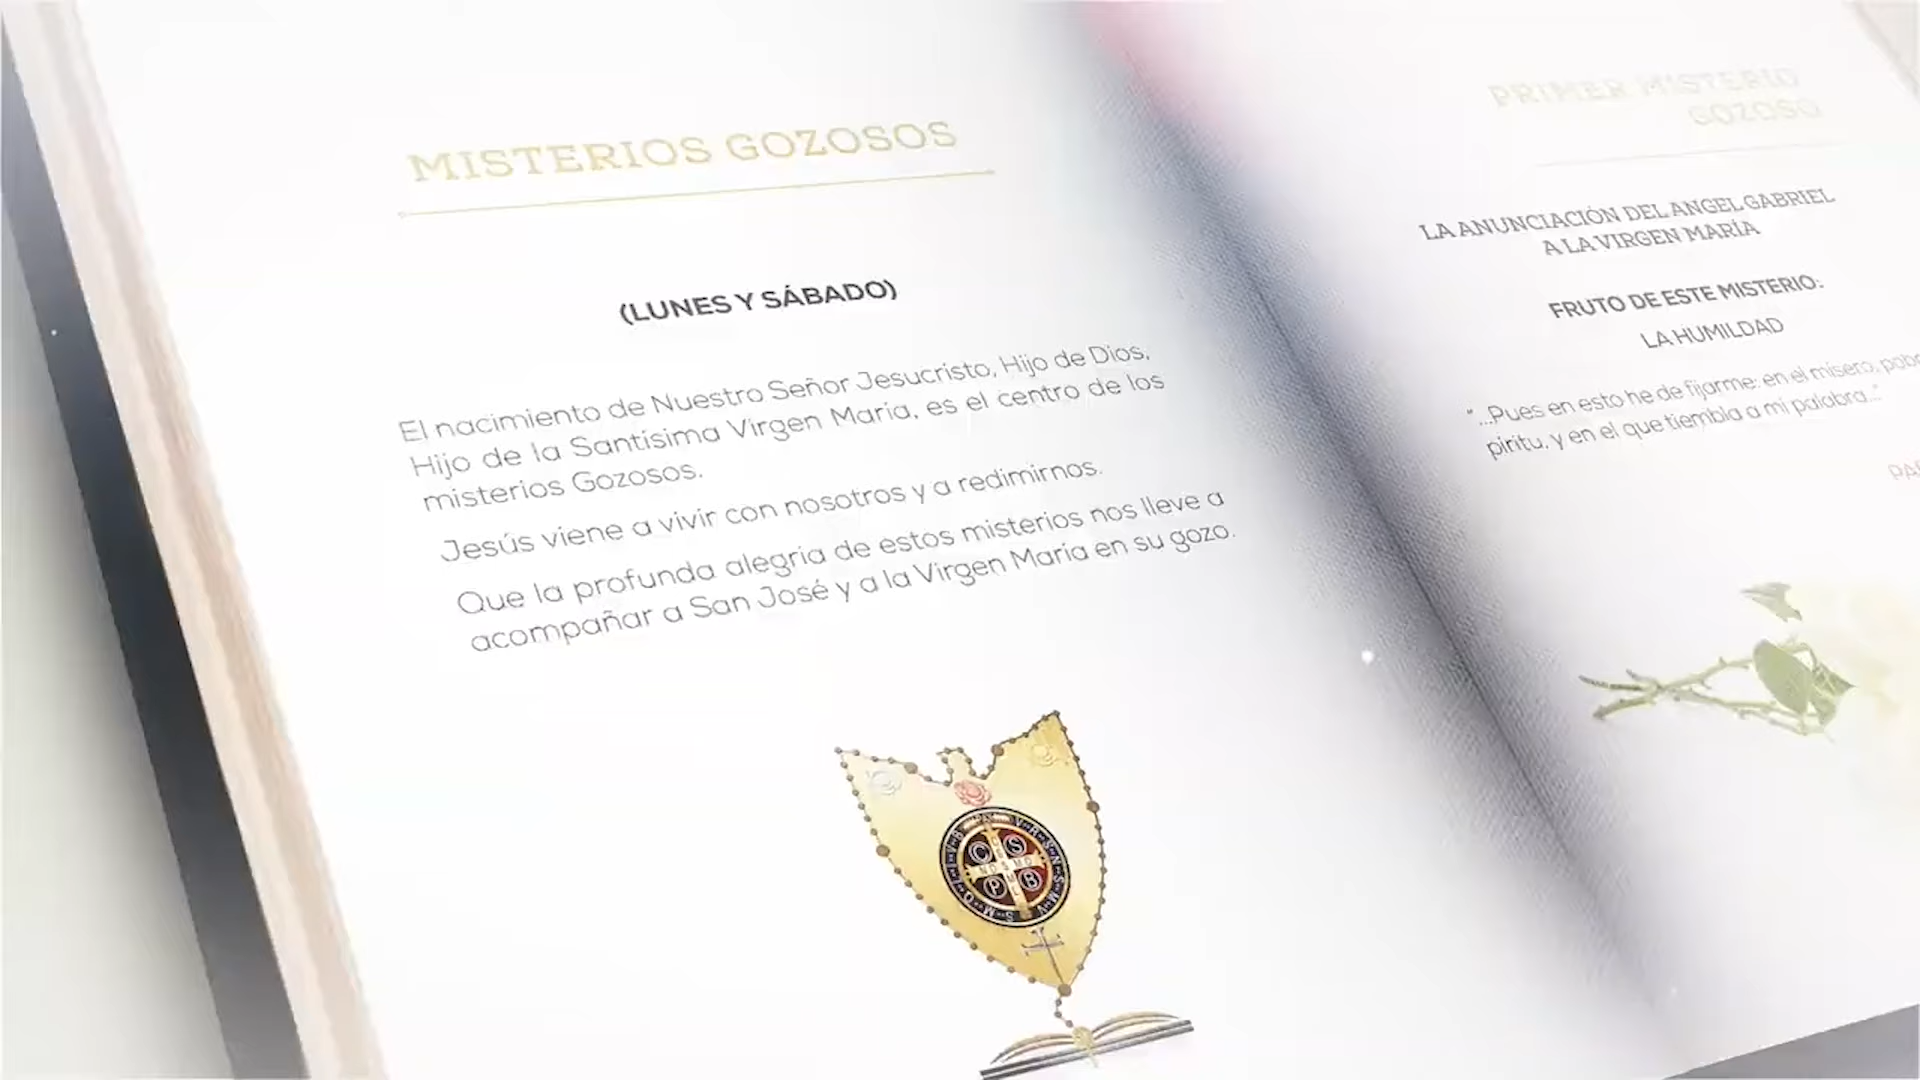 MISTERIOS GOZOSOS
(LUNES Y SÁBADO)
El nacimiento de Nuestro Señor Jesucristo, Hijo de Dios,
Hijo de la Santísima Virgen María, es el centro de los
misterios Gozosos.
Jesús viene a vivir con nosotros y a redimirnos.
Que la profunda alegria de estos misterios nos lleve a
acompañar a San José y a la Virgen María en su gozo.
C S
P B
PRIMER MISTERIO
GOZOSO
LA ANUNCIACIÓN DEL ANGEL GABRIEL
A LA VIRGEN MARÍA
FRUTO DE ESTE MISTERIO:
LA HUMILDAD
"...Pues en esto he de fijarme: en el mísero,
piritu, y en el que tiembla a mi palabra..."